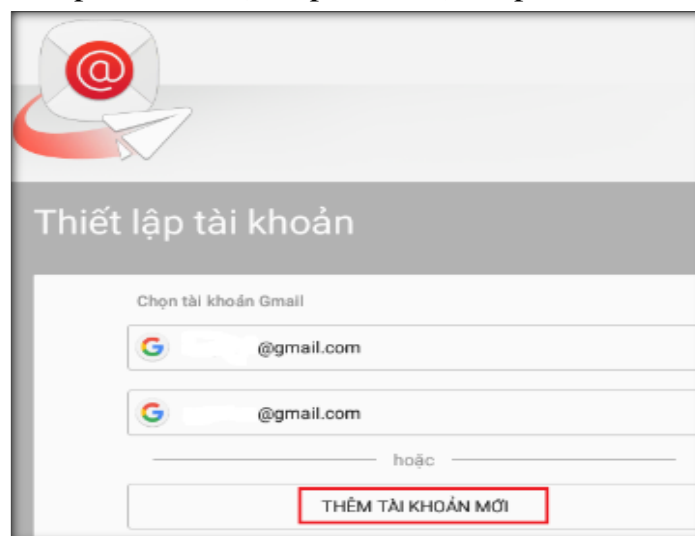 Thiết lập tài khoản
Chọn tài khoản Gmail
@gmail.com
@gmail.com
hoặc
THÊM TÀI KHOẢN MỚI